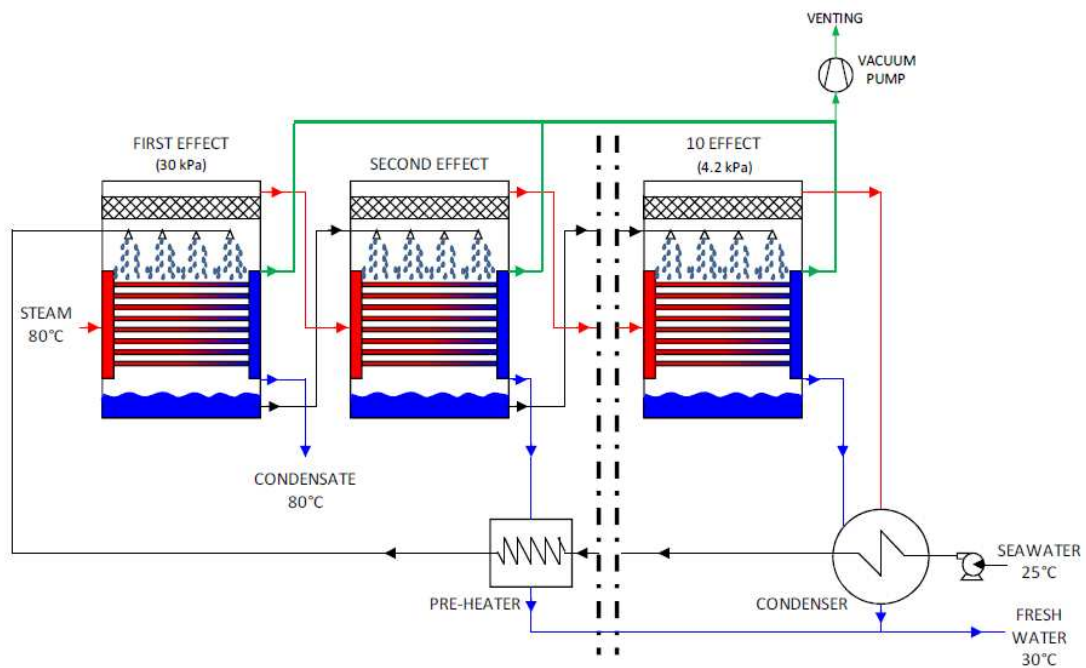 VENTING
VACUUM
PUMP
FIRST EFFECT
(30 kPa)
SECOND EFFECT
10 EFFECT
(4.2 kPa)
STEAM
80°C
CONDENSATE
80°C
SEAWATER
25°C
PRE-HEATER
CONDENSER
FRESH
WATER
30°C